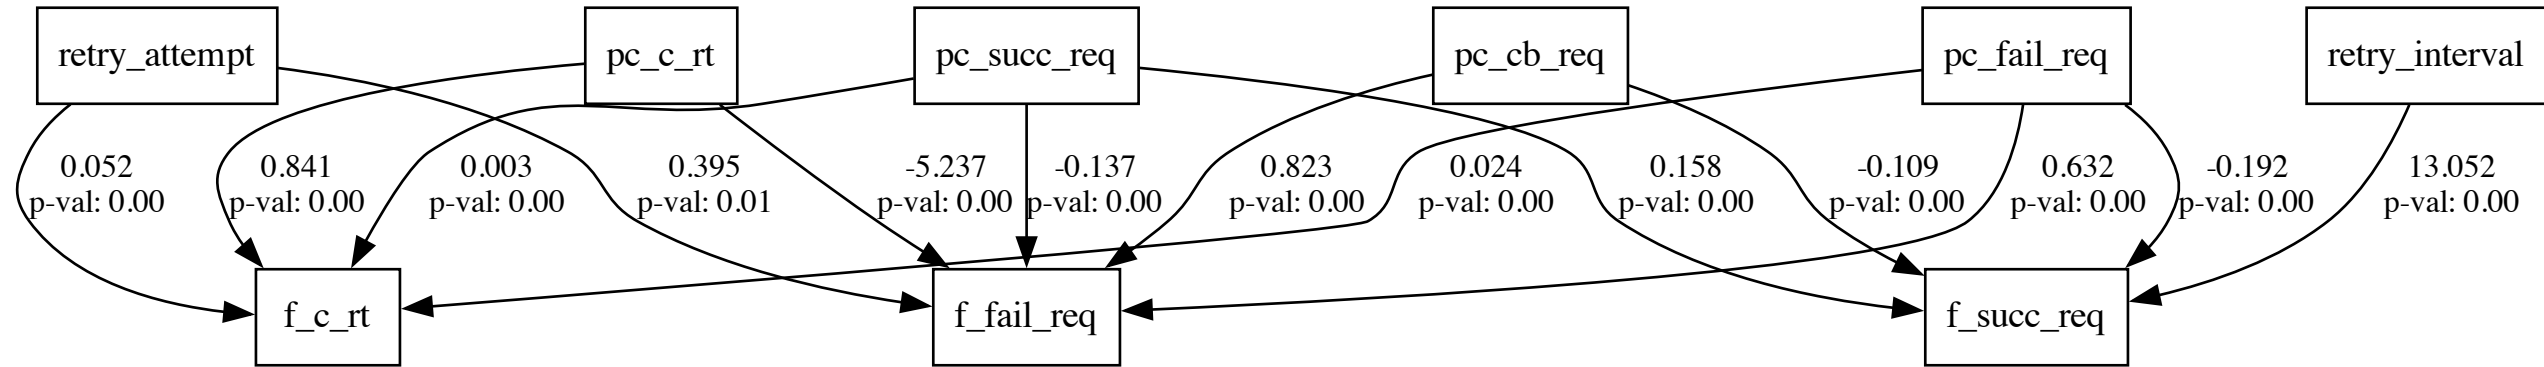 retry_attempt
pc_c_rt
pc_succ_req
pc_cb_req
pc_fail_req
retry_interval
0.052
p-val: 0.00
0.841
p-val: 0.00
0.003
p-val: 0.00
0.395
p-val: 0.01
-5.237
p-val: 0.00
-0.137
p-val: 0.00
0.823
p-val: 0.00
0.024
p-val: 0.00
0.158
p-val: 0.00
-0.109
p-val: 0.00
0.632
p-val: 0.00
-0.192
p-val: 0.00
13.052
p-val: 0.00
f_c_rt
f_fail_req
f_succ_req